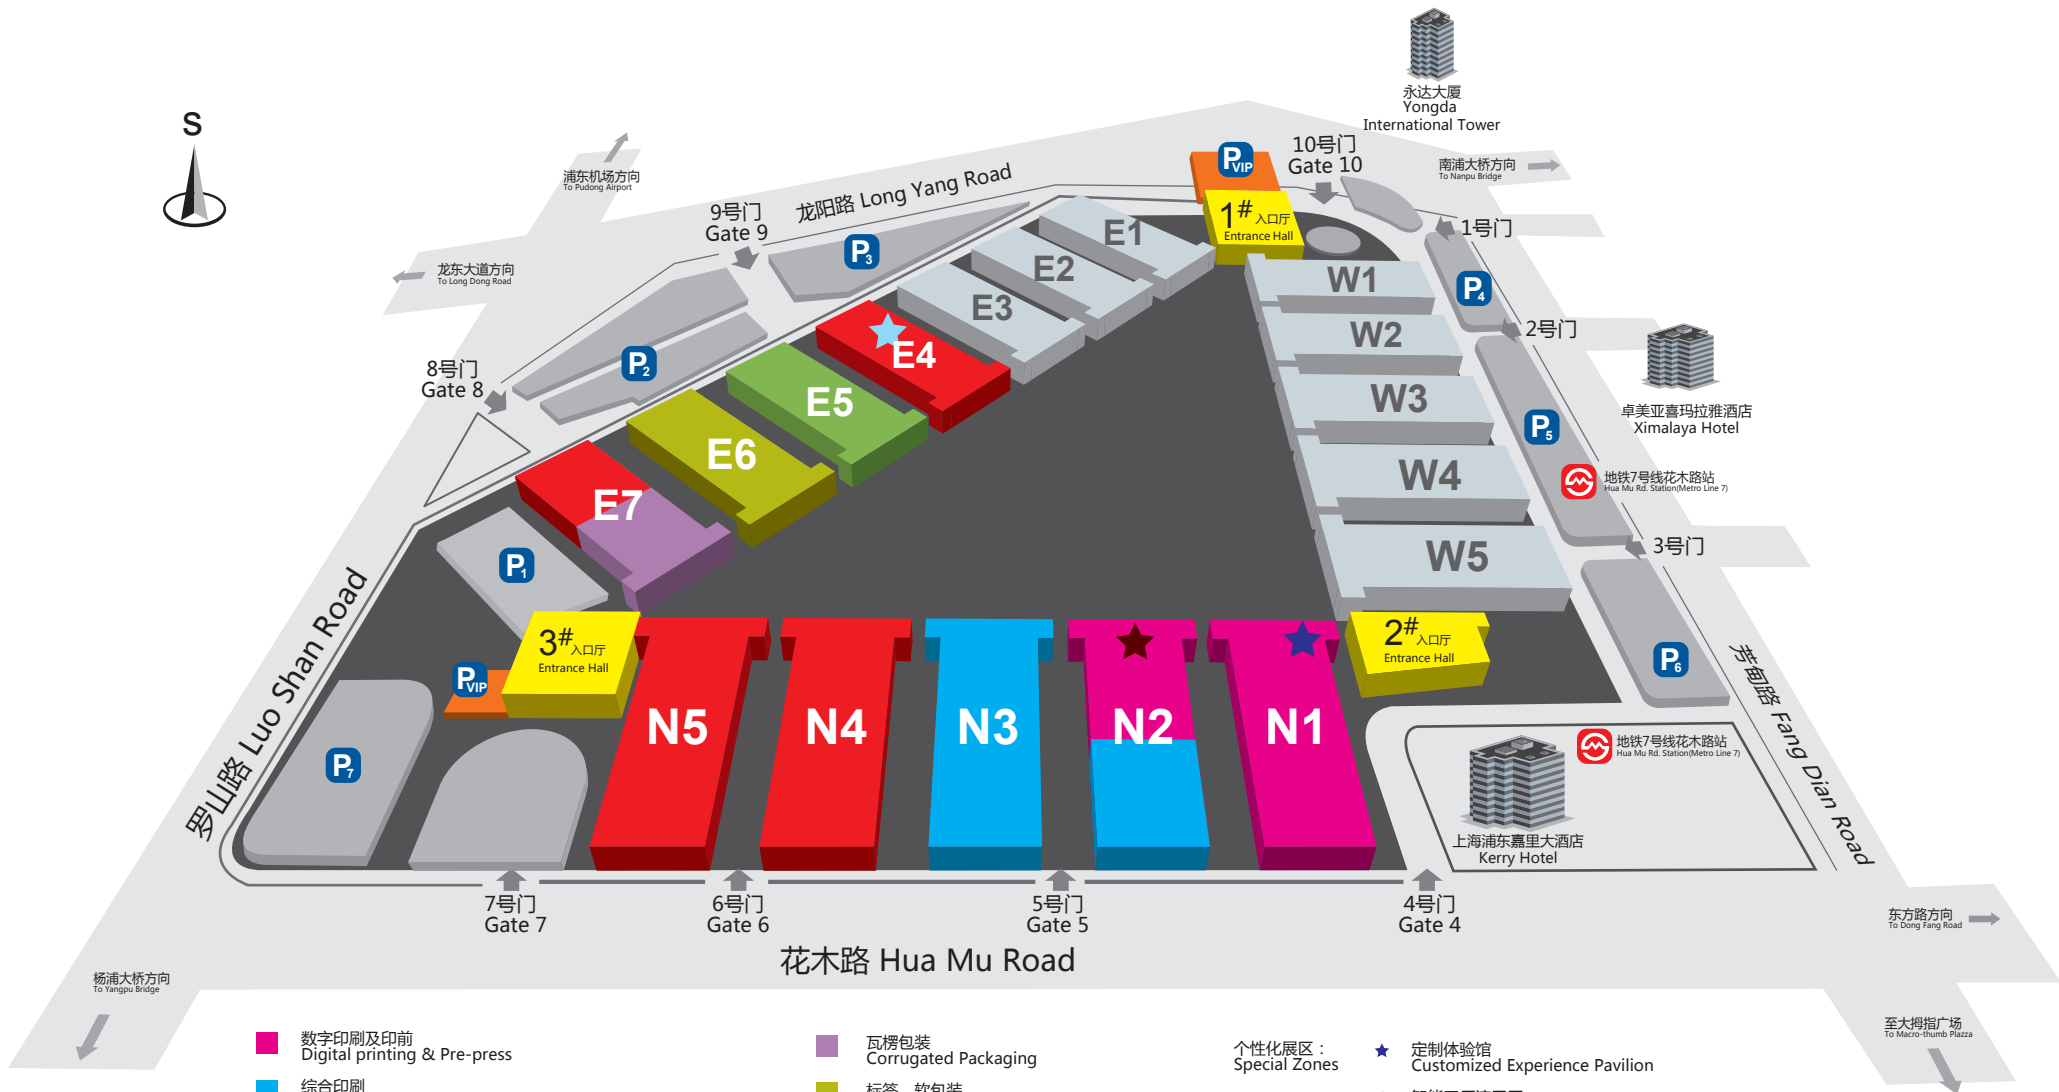 S
永达大厦
Yongda
International Tower
浦东机场方向
To Pudong Airport
龙阳路 Long Yang Road
P VIP
10号门
Gate 10
南浦大桥方向
To Nanpu Bridge
9号门
Gate 9
1# 入口厅
Entrance Hall
1号门
龙东大道方向
To Long Dong Road
P3
E1
E2
E3
W1
P4
2号门
8号门
Gate 8
P2
E4
W2
E5
W3
P5
卓美亚喜玛拉雅酒店
Ximalaya Hotel
E6
W4
地铁7号线花木路站
Hua Mu Rd. Station(Metro Line 7)
E7
P1
W5
3号门
罗山路 Luo Shan Road
3# 入口厅
Entrance Hall
2# 入口厅
Entrance Hall
P6
芳甸路 Fang Dian Road
P VIP
P7
N5
N4
N3
N2
N1
地铁7号线花木路站
Hua Mu Rd. Station(Metro Line 7)
上海浦东嘉里大酒店
Kerry Hotel
7号门
Gate 7
6号门
Gate 6
5号门
Gate 5
4号门
Gate 4
花木路 Hua Mu Road
东方路方向
To Dong Fang Road
杨浦大桥方向
To Yangpu Bridge
至大拇指广场
To Macro-thumb Plazza
数字印刷及印前
Digital printing & Pre-press
综合印刷
瓦楞包装
Corrugated Packaging
标签、软包装
个性化展区：
Special Zones
定制体验馆
Customized Experience Pavilion